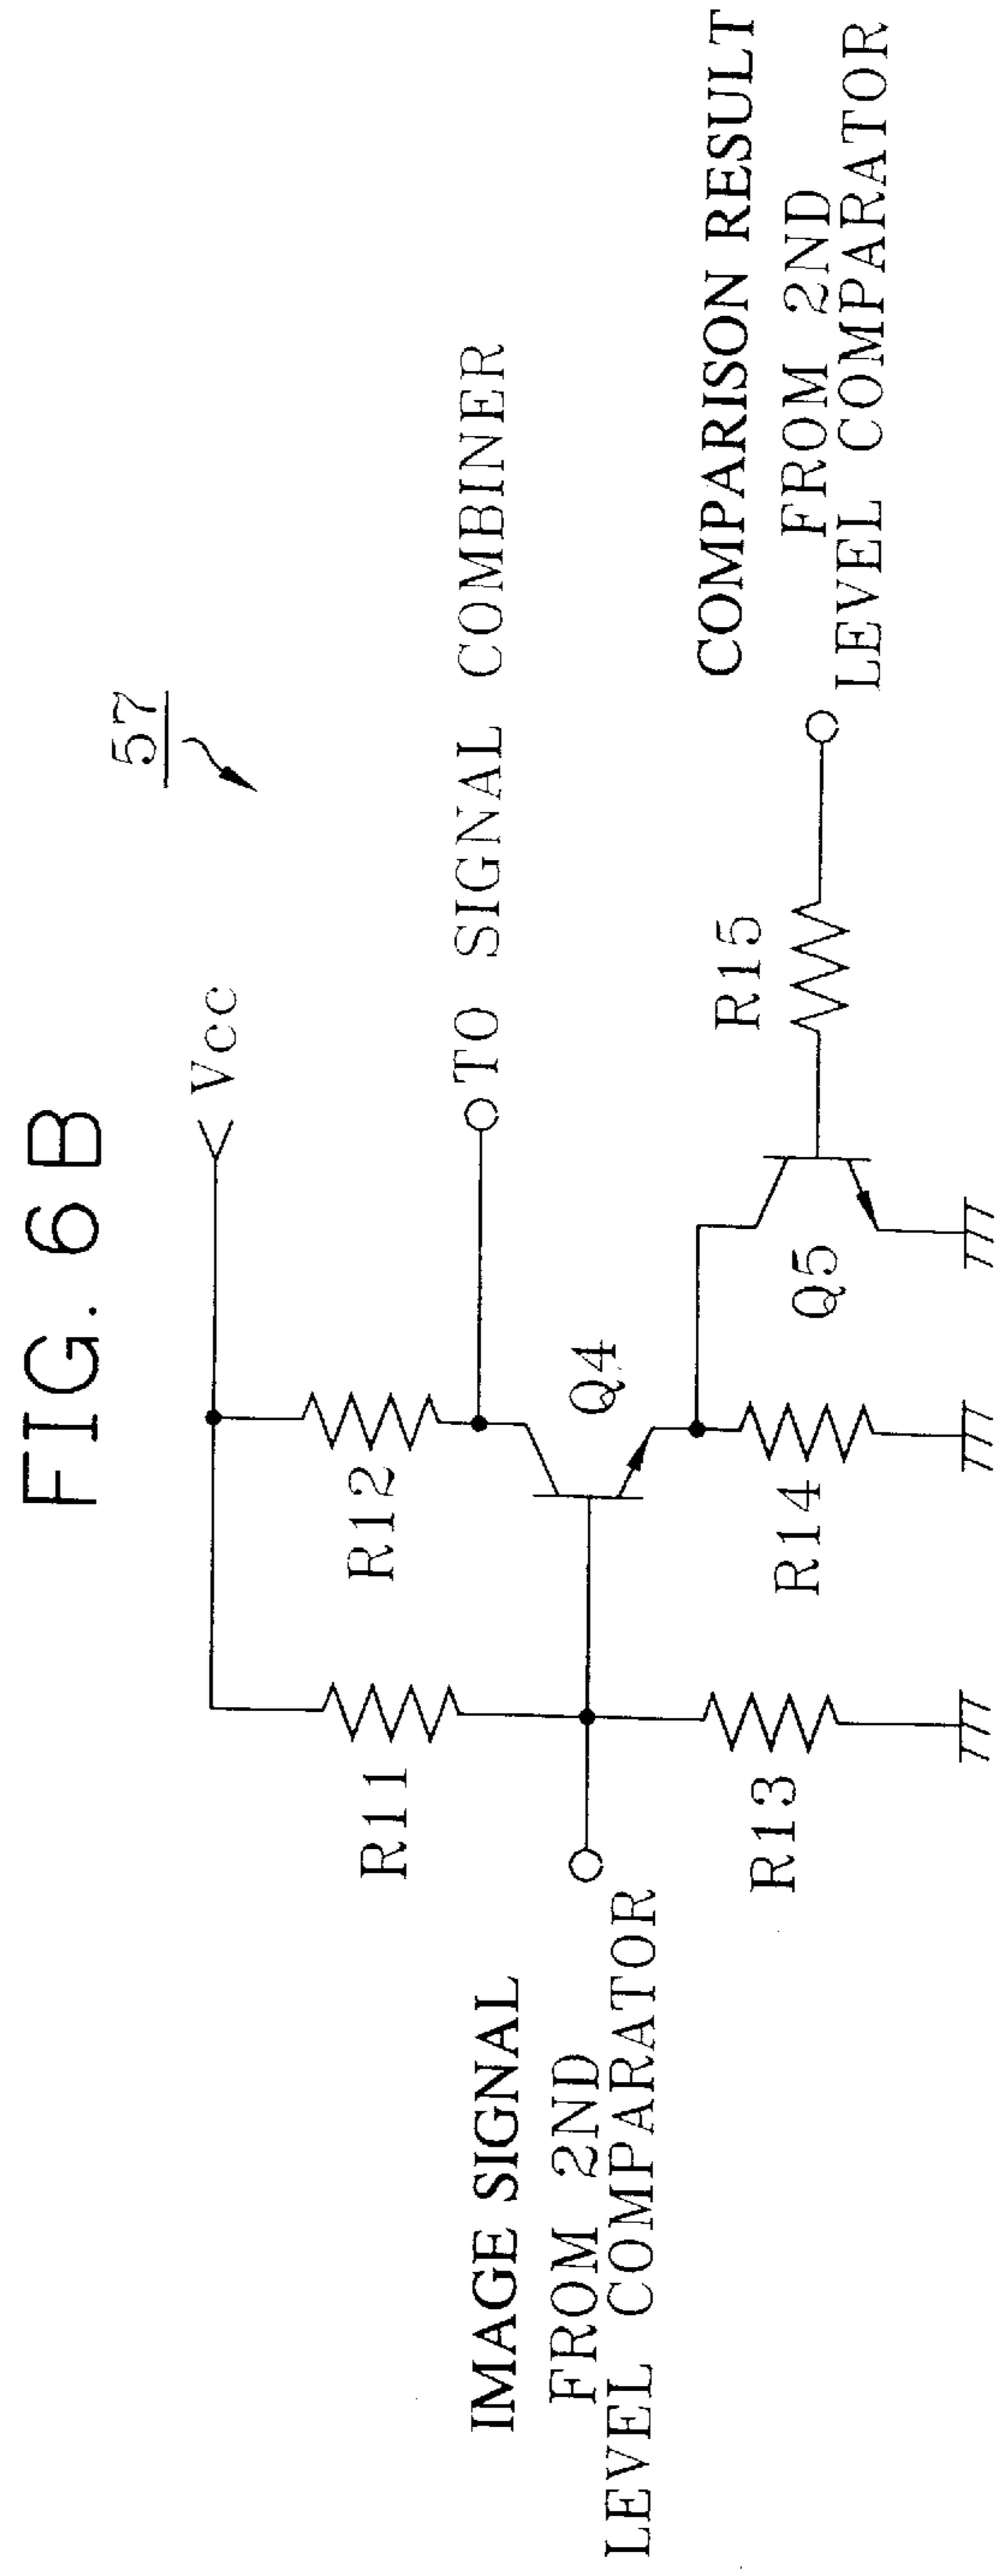 FIG. 6B
57
Vcc
R11
R12
TO SIGNAL COMBINER
IMAGE SIGNAL
FROM 2ND
LEVEL COMPARATOR
Q4
R13
R14
Q5
R15
COMPARISON RESULT
FROM 2ND
LEVEL COMPARATOR